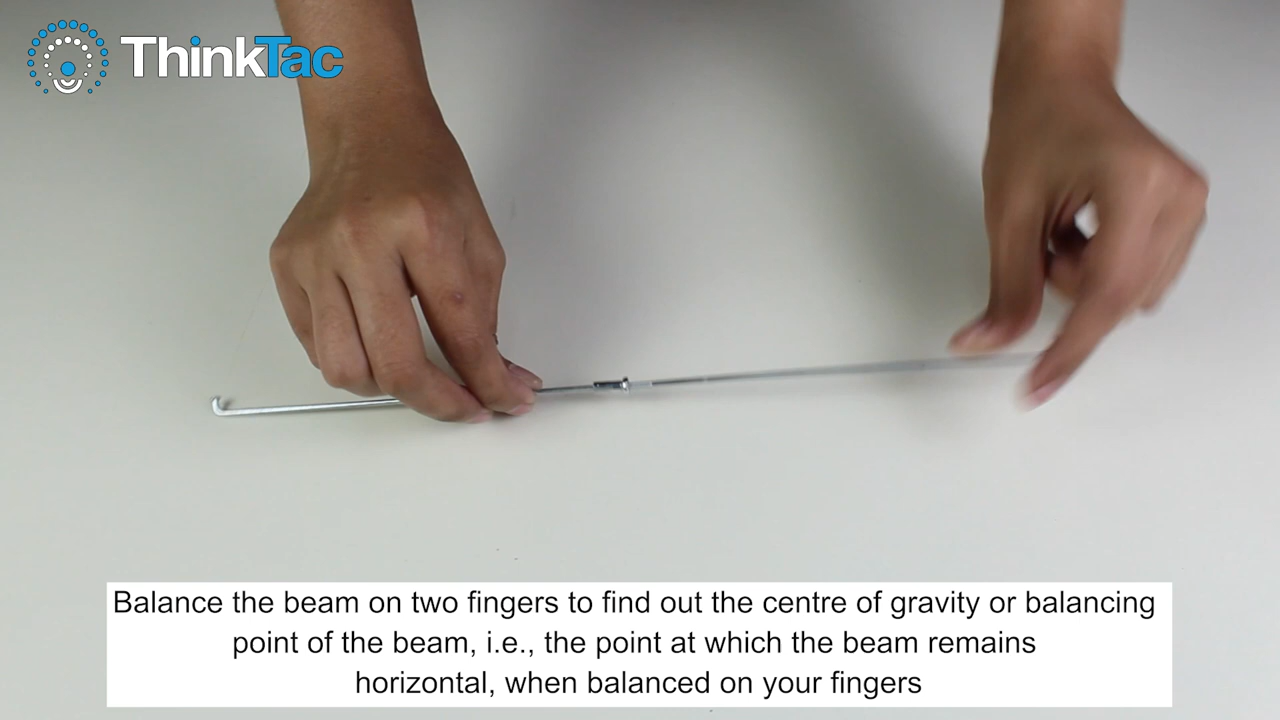 ThinkTac
Balance the beam on two fingers to find out the centre of gravity or balancing
point of the beam, i.e., the point at which the beam remains
horizontal, when balanced on your fingers